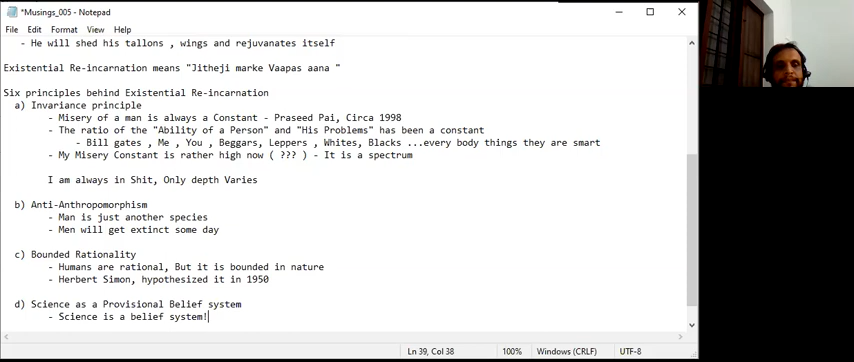 *Musings_005 - Notepad
File Edit Format View Help
- He will shed his tallons , wings and rejuvanates itself
Existential Re-incarnation means "Jitheji marke Vaapas aana "
Six principles behind Existential Re-incarnation
a) Invariance principle
- Misery of a man is always a Constant - Praseed Pai, Circa 1998
- The ratio of the "Ability of a Person" and "His Problems" has been a constant
- Bill gates , Me , You , Beggars, Leppers , Whites, Blacks ...every body things they are smart
- My Misery Constant is rather high now ( ??? ) - It is a spectrum
I am always in Shit, Only depth Varies
b) Anti-Anthropomorphism
- Man is just another species
- Men will get extinct some day
c) Bounded Rationality
- Humans are rational, But it is bounded in nature
- Herbert Simon, hypothesized it in 1950
d) Science as a Provisional Belief system
- Science is a belief system!
Ln 39, Col 38 100% Windows (CRLF) UTF-8